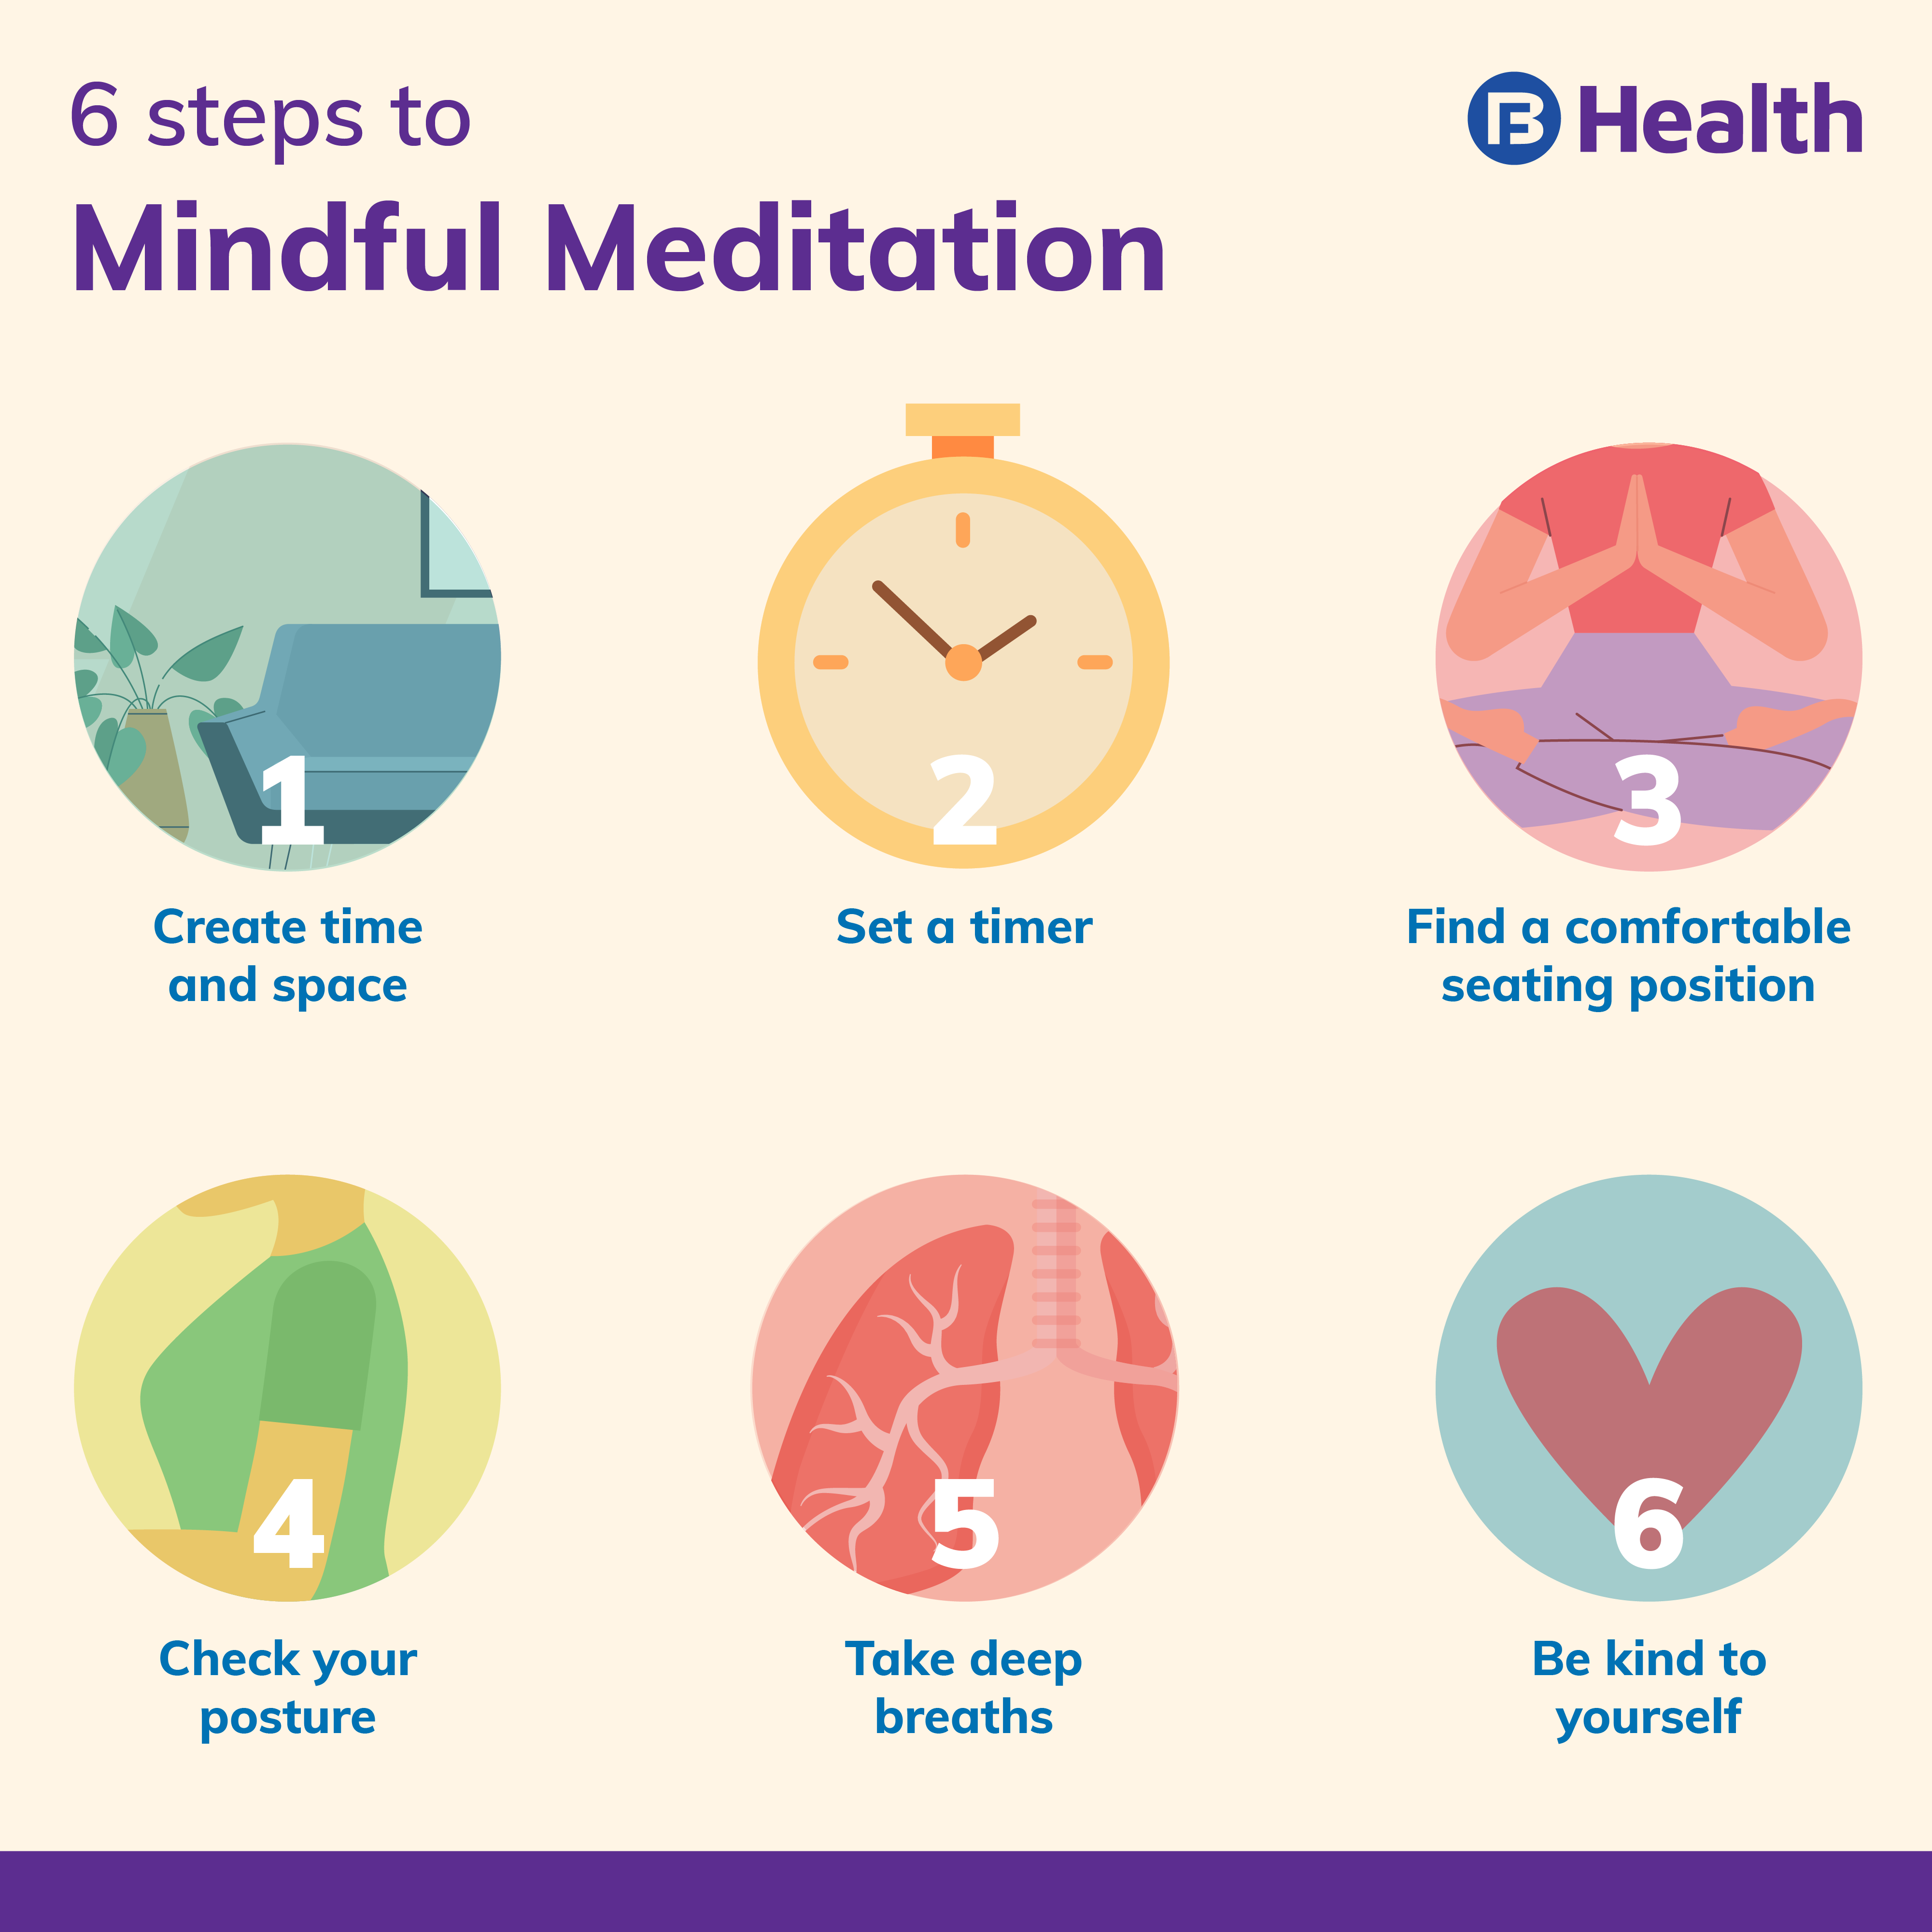 6 steps to
Mindful Meditation
B Health
1
Create time
and space
2
Set a timer
3
Find a comfortable
seating position
4
Check your
posture
5
Take deep
breaths
6
Be kind to
yourself